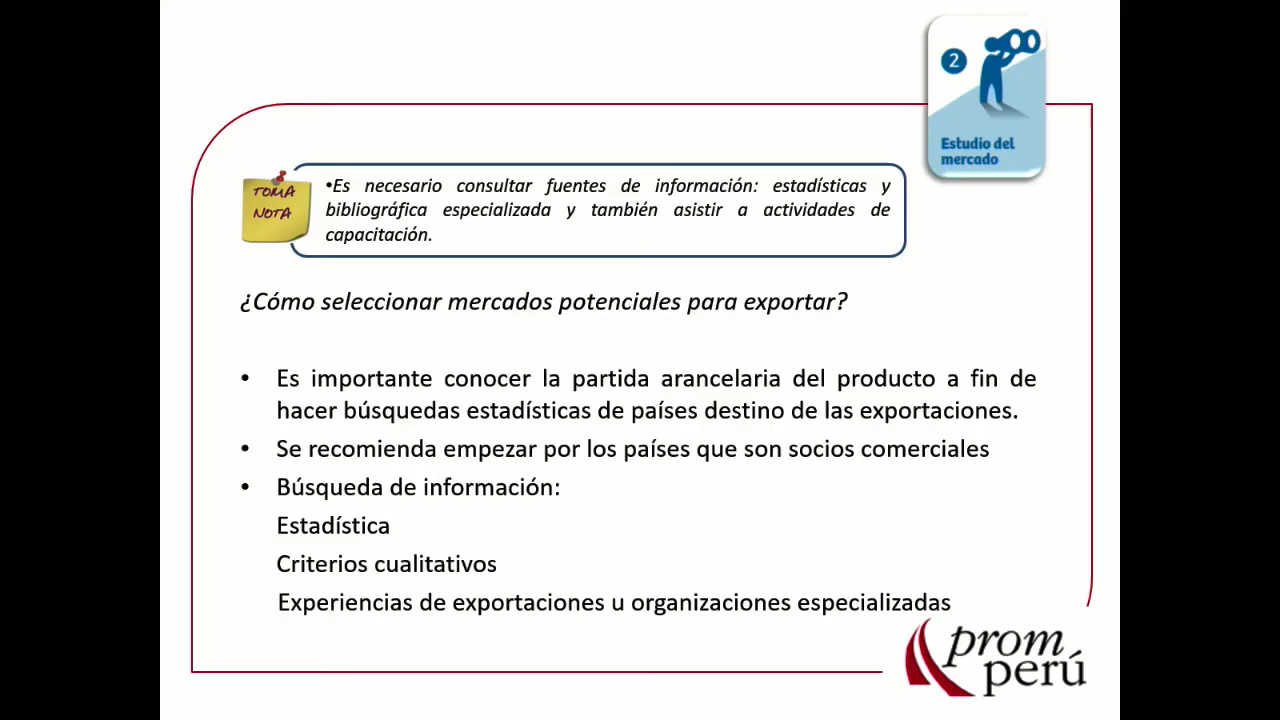 2
Estudio del
mercado
TOMA
NOTA
•Es necesario consultar fuentes de información: estadísticas y
bibliográfica especializada y también asistir a actividades de
capacitación.
¿Cómo seleccionar mercados potenciales para exportar?
• Es importante conocer la partida arancelaria del producto a fin de
hacer búsquedas estadísticas de países destino de las exportaciones.
• Se recomienda empezar por los países que son socios comerciales
• Búsqueda de información:
Estadística
Criterios cualitativos
Experiencias de exportaciones u organizaciones especializadas
prom
perú